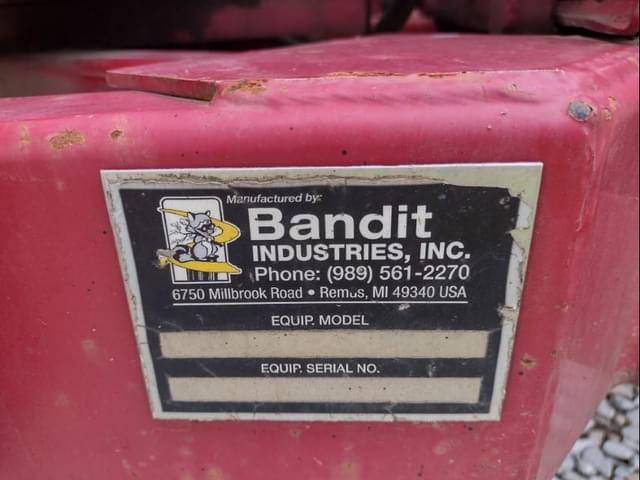 Manufactured by:
Bandit
INDUSTRIES, INC.
Phone: (989) 561-2270
6750 Millbrook Road • Remus, MI 49340 USA
EQUIP. MODEL
EQUIP. SERIAL NO.